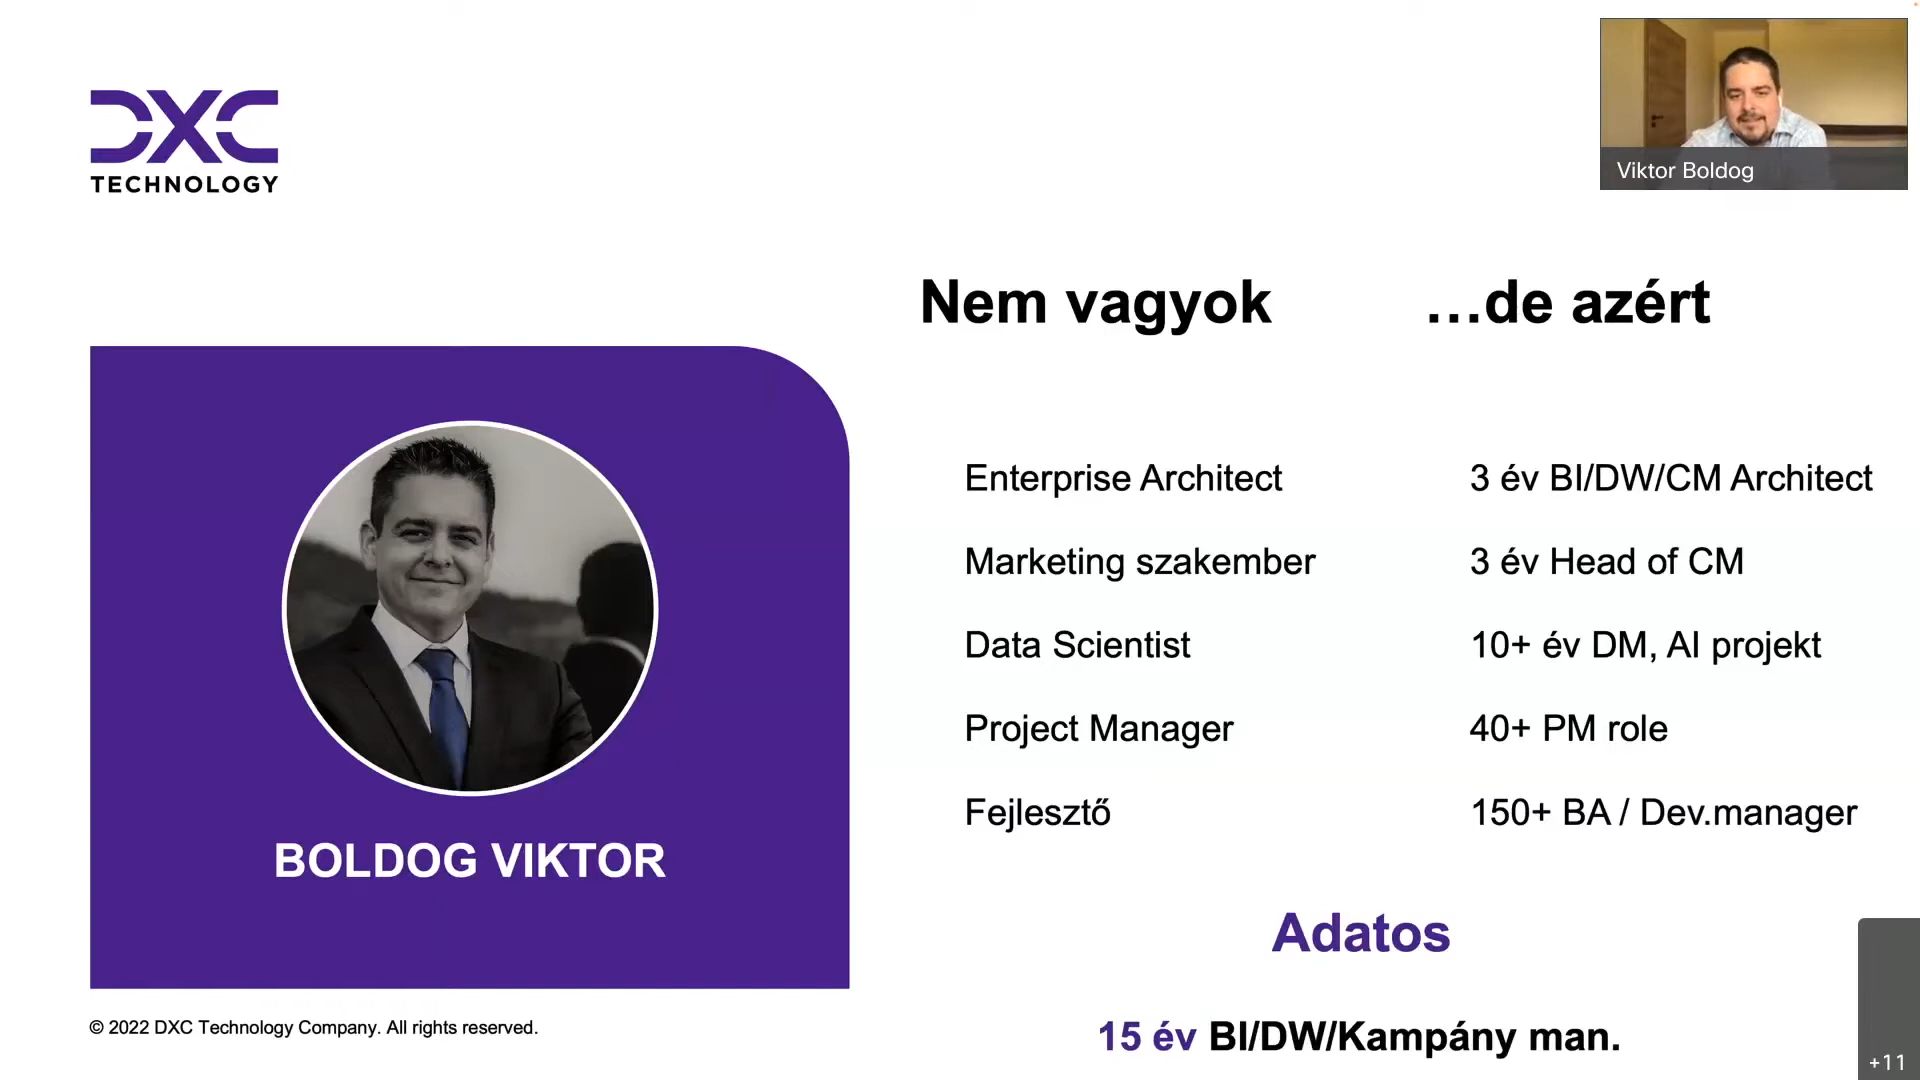 DXC
TECHNOLOGY
Viktor Boldog
Nem vagyok
...de azért
Enterprise Architect
3 év BI/DW/CM Architect
Marketing szakember
3 év Head of CM
Data Scientist
10+ év DM, AI projekt
Project Manager
40+ PM role
Fejlesztő
150+ BA / Dev.manager
BOLDOG VIKTOR
Adatos
15 év BI/DW/Kampány man.
© 2022 DXC Technology Company. All rights reserved.
+11